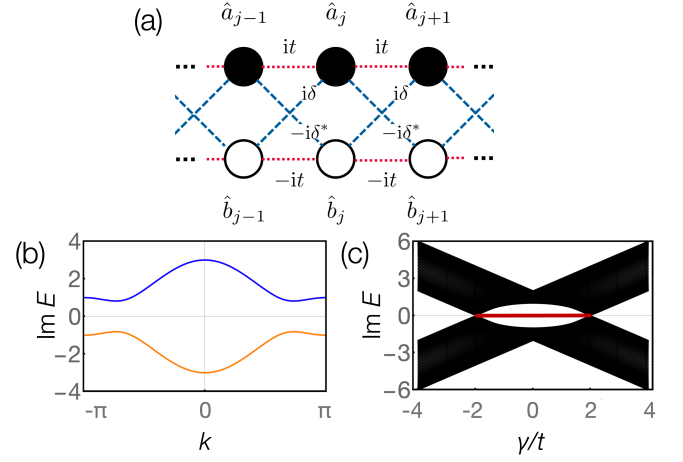 (a)
â_{j−1} â_j â_{j+1}
it it
... ...
iδ iδ
−iδ* −iδ*
... ...
−it −it
b̂_{j−1} b̂_j b̂_{j+1}
(b)
Im E
4
2
0
−2
−4
-π 0 π
k
(c)
Im E
6
3
0
−3
−6
−4 −2 0 2 4
γ/t